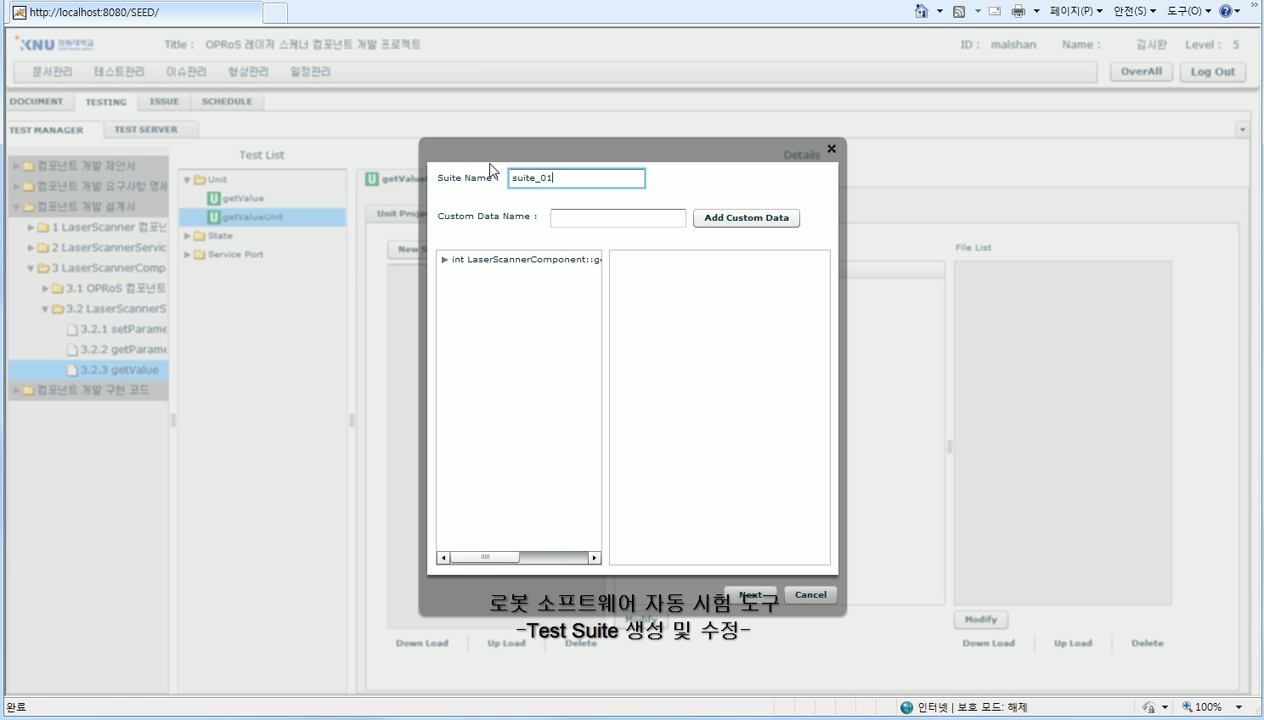 http://localhost:8080/SEED/
페이지(P)
안전(S)
도구(O)
KNU 강원대학교
Title : OPRoS 레이저 스케너 컴포넌트 개발 프로젝트
ID : malshan Name : 김시완 Level : 5
문서관리 테스트관리 이슈관리 형상관리 일정관리
OverAll Log Out
DOCUMENT TESTING ISSUE SCHEDULE
TEST MANAGER TEST SERVER
컴포넌트 개발 제안서
컴포넌트 개발 요구사항 명세
컴포넌트 개발 설계서
1 LaserScanner 컴포넌
2 LaserScannerServic
3 LaserScannerComp
3.1 OPRoS 컴포넌트
3.2 LaserScannerS
3.2.1 setParame
3.2.2 getParame
3.2.3 getValue
컴포넌트 개발 구현 코드
Test List
Unit
getValue
getValueUnit
State
Service Port
Details
getValue
Unit Proje
New S
Suite Name :
suite_01
Custom Data Name :
Add Custom Data
int LaserScannerComponent::ge
Next Cancel
File List
Modify
Modify
Down Load Up Load Delete
Down Load Up Load Delete
로봇 소프트웨어 자동 시험 도구
-Test Suite 생성 및 수정-
완료
인터넷 | 보호 모드: 해제
100%